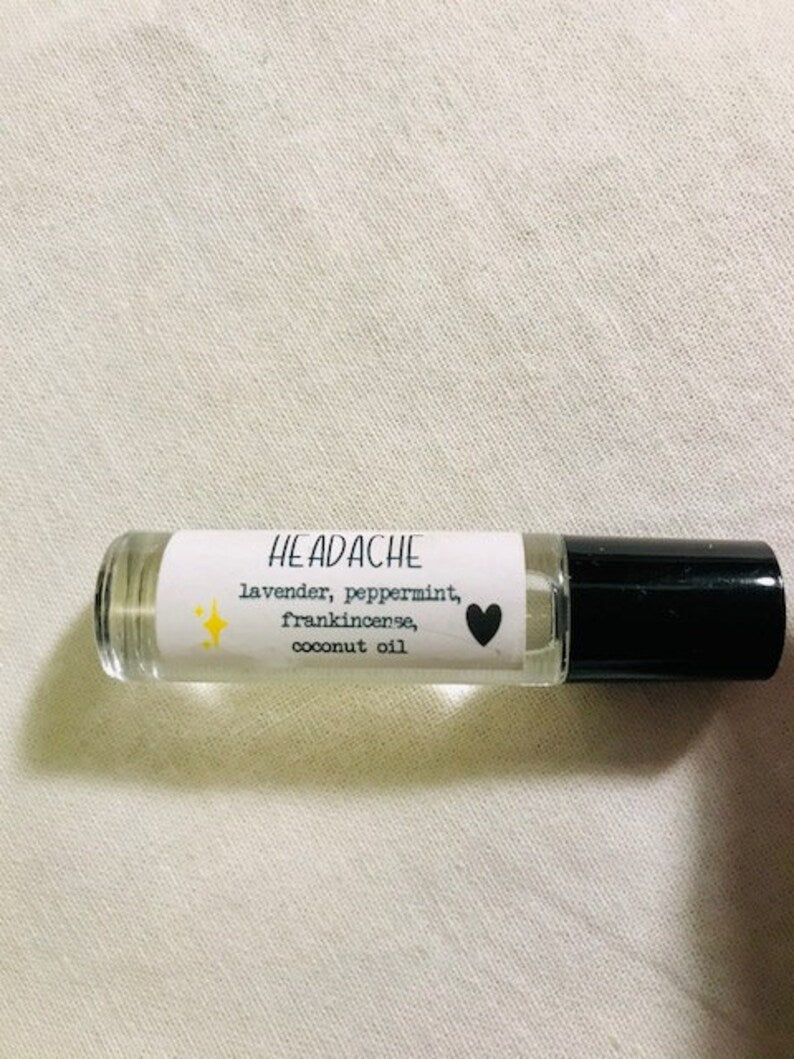 HEADACHE
lavender, peppermint,
frankincense,
coconut oil